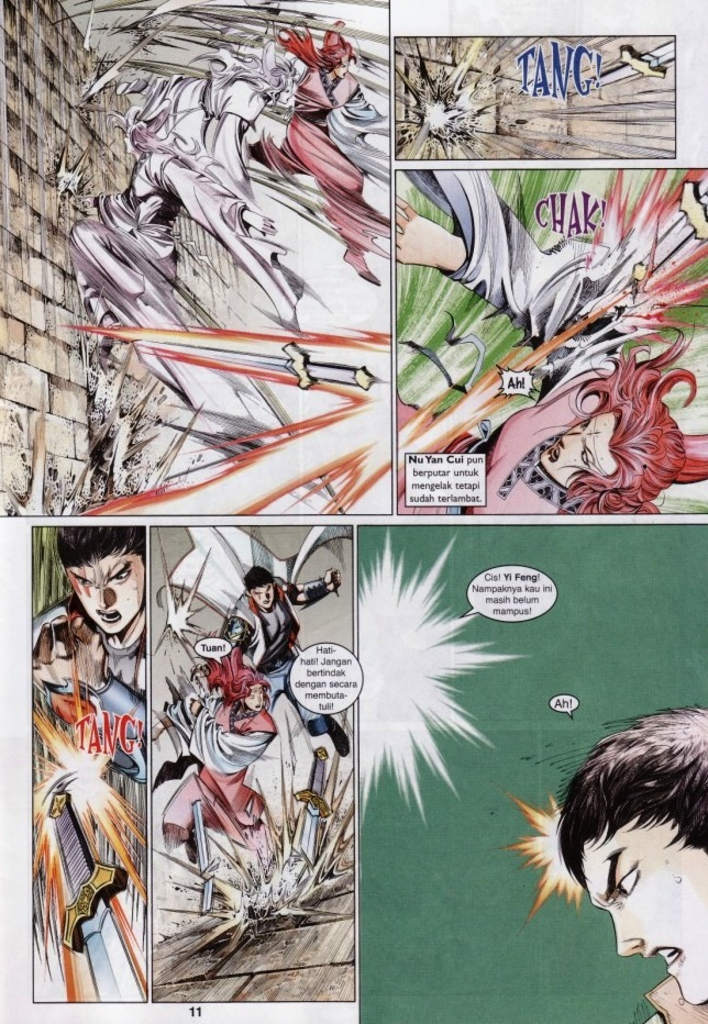 TANG!
CHAK!
Ah!
Nu Yan Cui pun
berputar untuk
mengelak tetapi
sudah terlambat.
TANG!
Tuan!
Hati-
hati! Jangan
bertindak
dengan secara
membuta-
tuli!
Cis! Yi Feng!
Nampaknya kau ini
masih belum
mampus!
Ah!
11